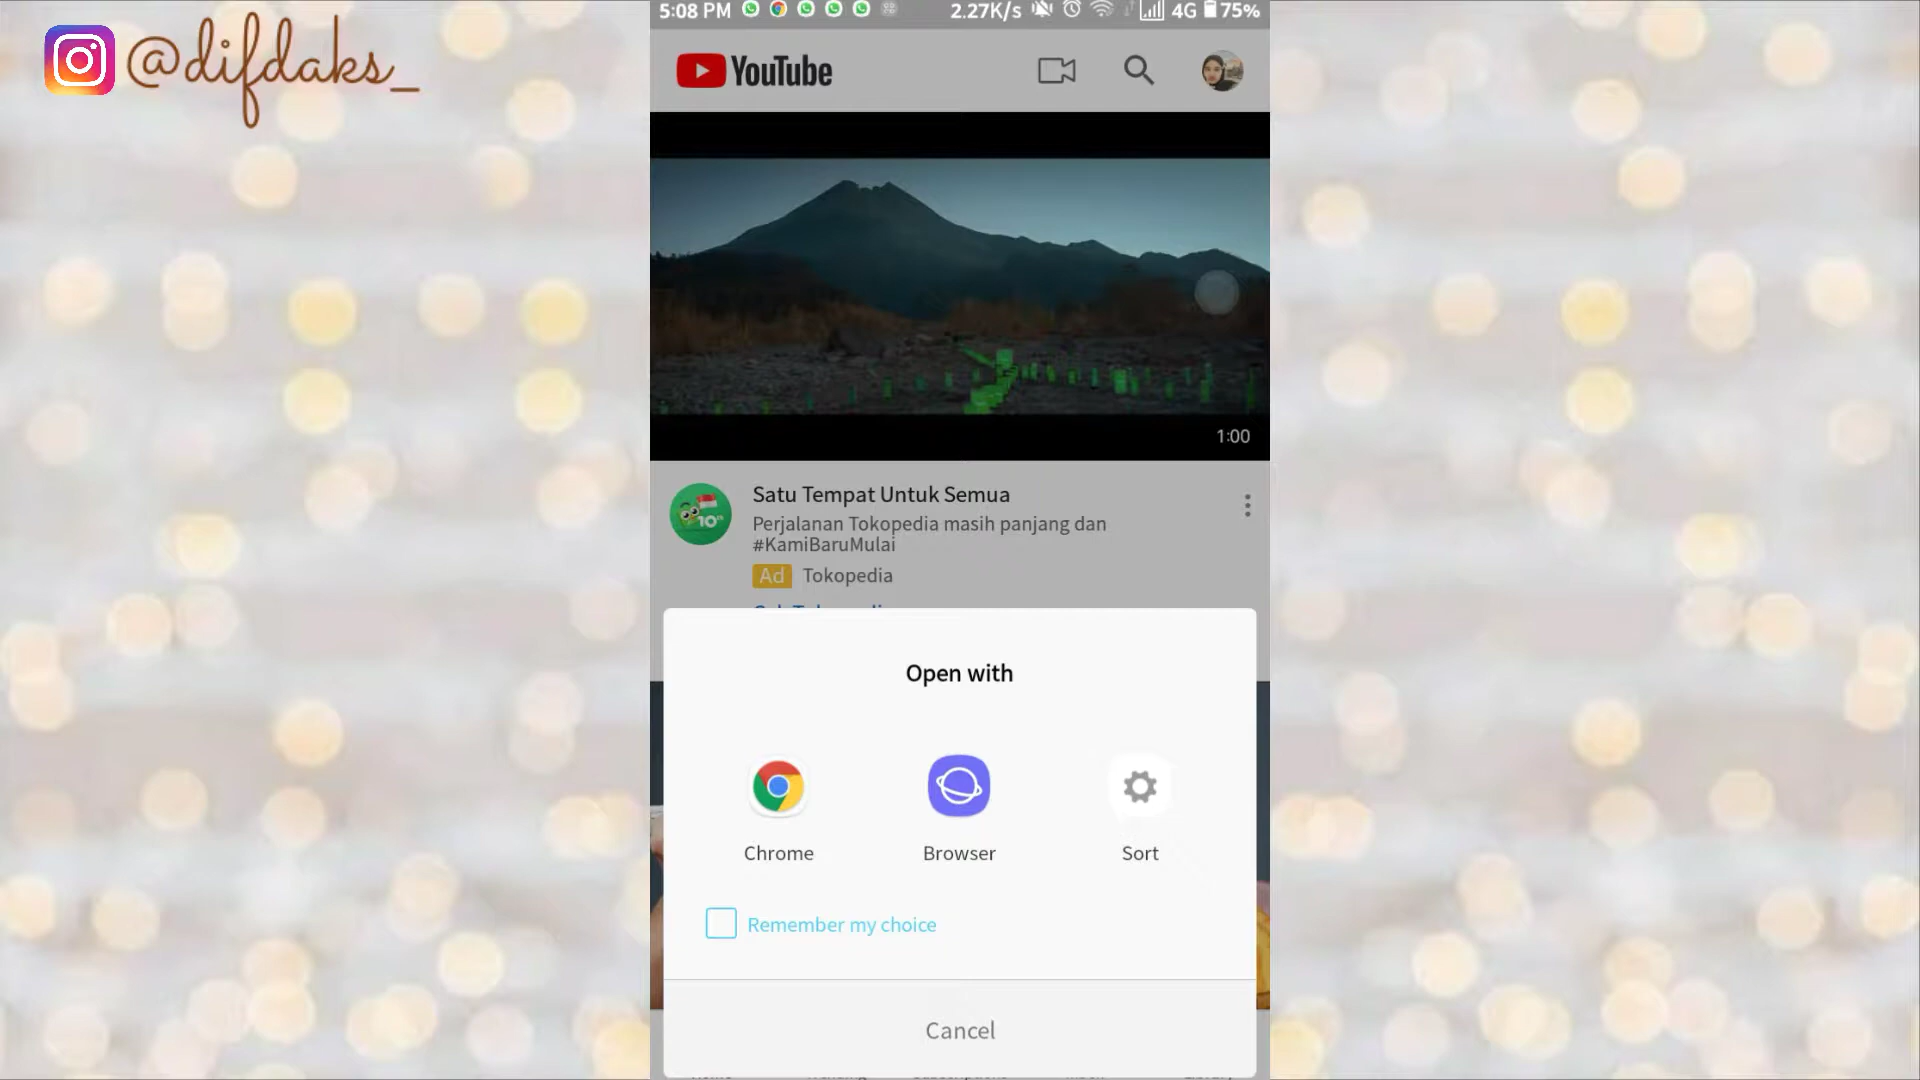 @difdaks_
5:08 PM 2.27K/s 4G 75%
YouTube
1:00
Satu Tempat Untuk Semua
Perjalanan Tokopedia masih panjang dan
#KamiBaruMulai
Ad Tokopedia
10
Open with
Chrome Browser Sort
Remember my choice
Cancel